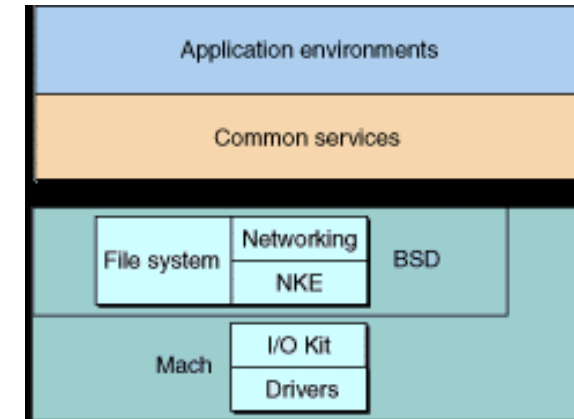 Application environments
Common services
File system
Networking
NKE
BSD
Mach
I/O Kit
Drivers